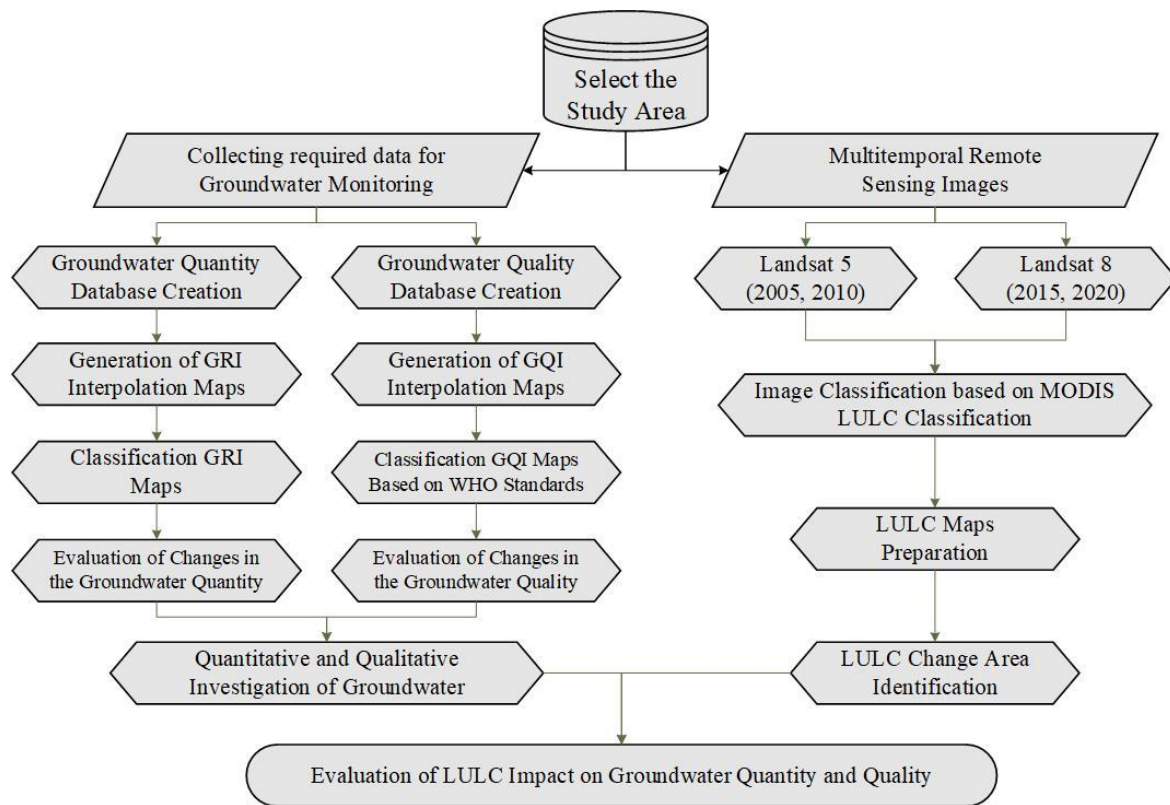 Select the
Study Area
Collecting required data for
Groundwater Monitoring
Multitemporal Remote
Sensing Images
Groundwater Quantity
Database Creation
Groundwater Quality
Database Creation
Landsat 5
(2005, 2010)
Landsat 8
(2015, 2020)
Generation of GRI
Interpolation Maps
Generation of GQI
Interpolation Maps
Image Classification based on MODIS
LULC Classification
Classification GRI
Maps
Classification GQI Maps
Based on WHO Standards
LULC Maps
Preparation
Evaluation of Changes in
the Groundwater Quantity
Evaluation of Changes in
the Groundwater Quality
Quantitative and Qualitative
Investigation of Groundwater
LULC Change Area
Identification
Evaluation of LULC Impact on Groundwater Quantity and Quality